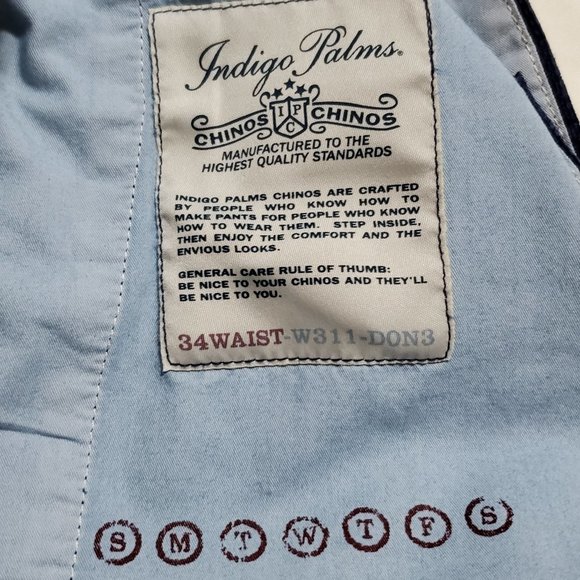 Indigo Palms®
CHINOS IPC CHINOS
MANUFACTURED TO THE
HIGHEST QUALITY STANDARDS
INDIGO PALMS CHINOS ARE CRAFTED
BY PEOPLE WHO KNOW HOW TO
MAKE PANTS FOR PEOPLE WHO KNOW
HOW TO WEAR THEM. STEP INSIDE,
THEN ENJOY THE COMFORT AND THE
ENVIOUS LOOKS.
GENERAL CARE RULE OF THUMB:
BE NICE TO YOUR CHINOS AND THEY'LL
BE NICE TO YOU.
34WAIST-W311-DON3
S M T W T F S